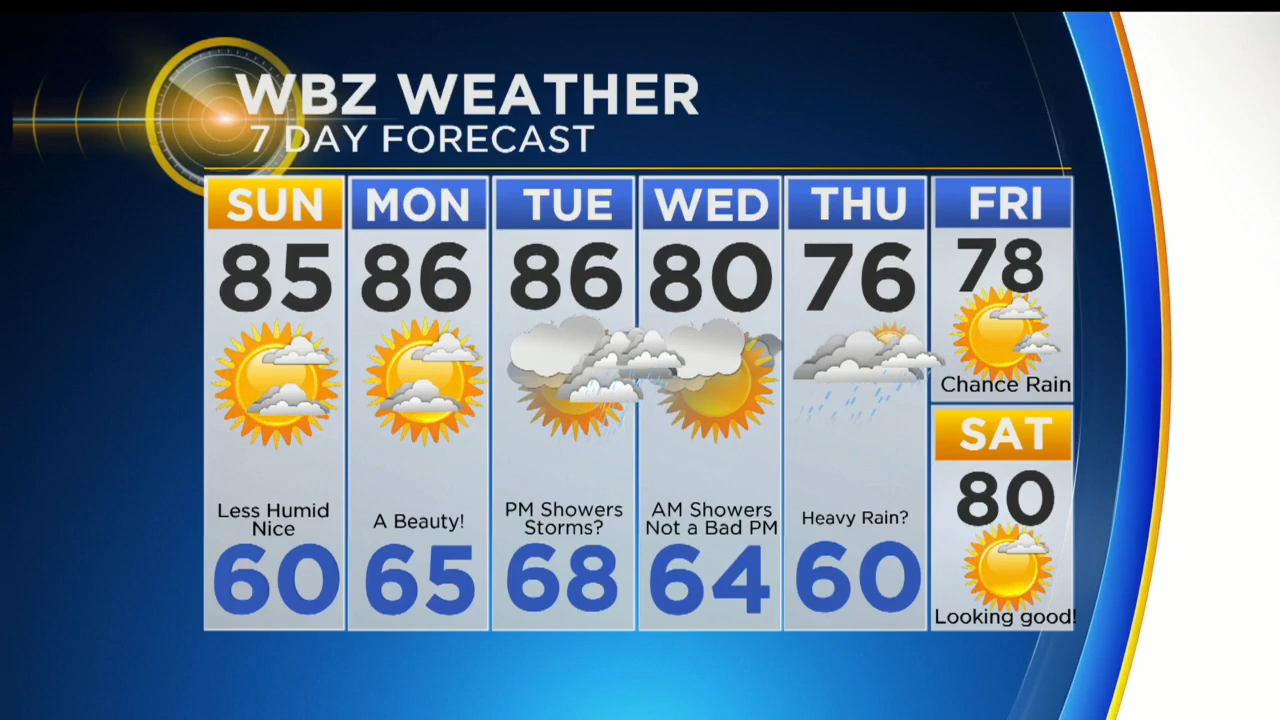 WBZ WEATHER
7 DAY FORECAST
SUN
85
Less Humid
Nice
60
MON
86
A Beauty!
65
TUE
86
PM Showers
Storms?
68
WED
80
AM Showers
Not a Bad PM
64
THU
76
Heavy Rain?
60
FRI
78
Chance Rain
SAT
80
Looking good!